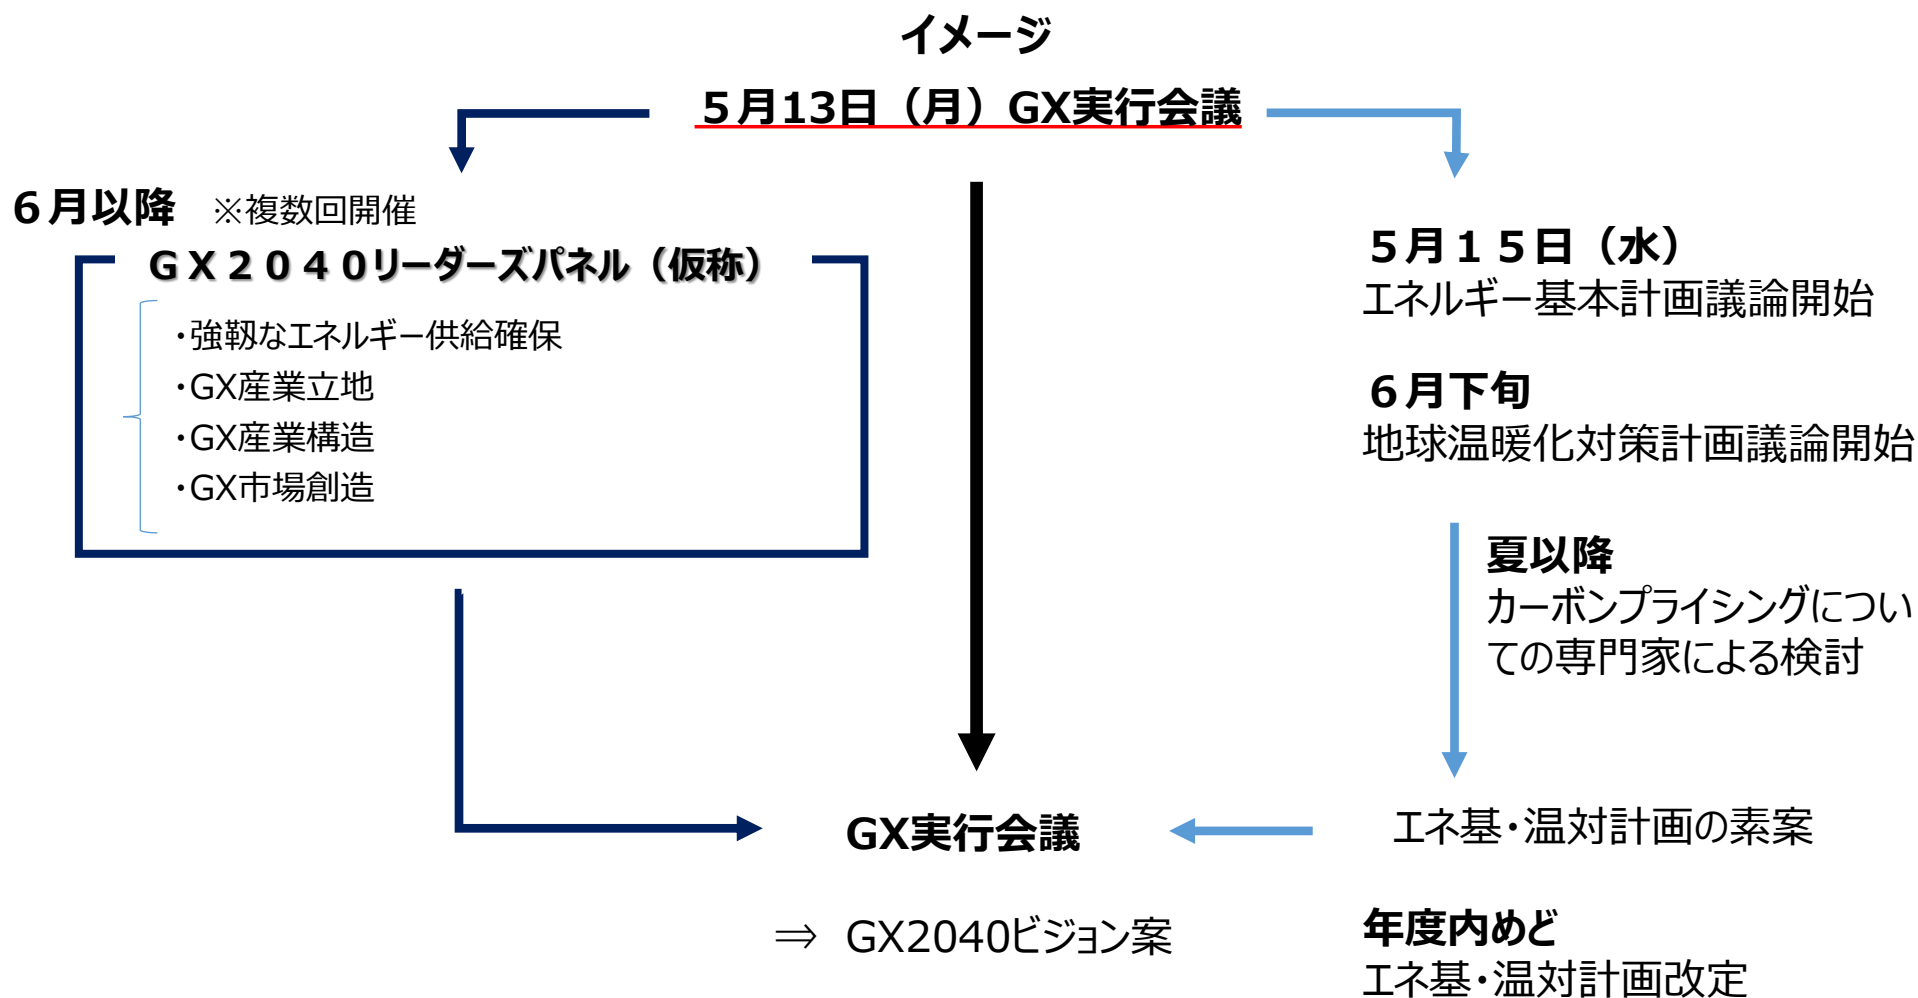 イメージ
５月13日（月）GX実行会議
６月以降　※複数回開催
ＧＸ２０４０リーダーズパネル（仮称）
・強靱なエネルギー供給確保
・GX産業立地
・GX産業構造
・GX市場創造
５月１５日（水）
エネルギー基本計画議論開始
６月下旬
地球温暖化対策計画議論開始
夏以降
カーボンプライシングについ
ての専門家による検討
GX実行会議
エネ基・温対計画の素案
⇒ GX2040ビジョン案
年度内めど
エネ基・温対計画改定